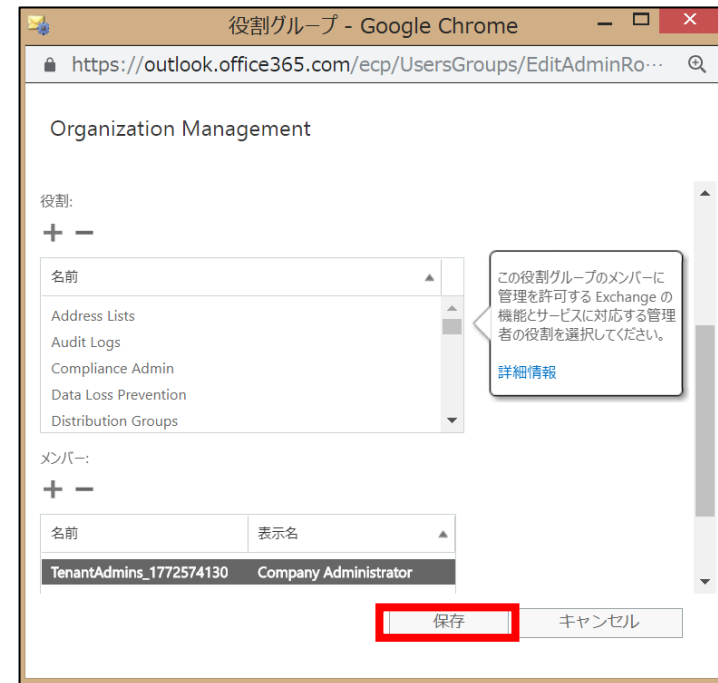 役割グループ - Google Chrome
https://outlook.office365.com/ecp/UsersGroups/EditAdminRo…
Organization Management
役割:
名前
Address Lists
Audit Logs
Compliance Admin
Data Loss Prevention
Distribution Groups
この役割グループのメンバーに
管理を許可する Exchange の
機能とサービスに対応する管理
者の役割を選択してください。
詳細情報
メンバー:
名前 表示名
TenantAdmins_1772574130 Company Administrator
保存 キャンセル